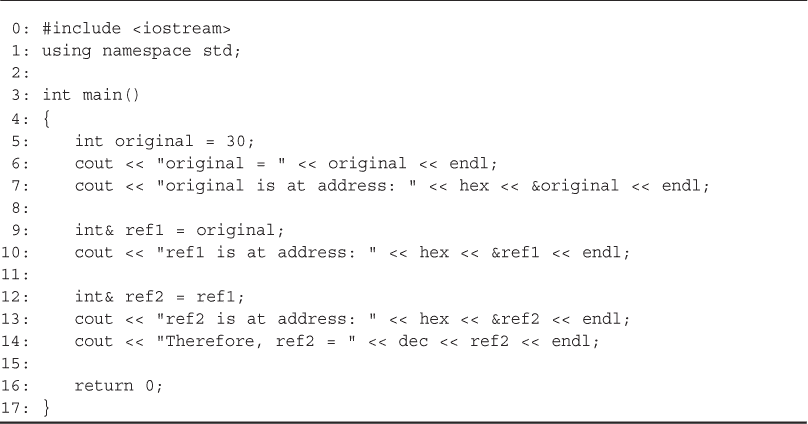 0: #include <iostream>
1: using namespace std;
2:
3: int main()
4: {
5:    int original = 30;
6:    cout << "original = " << original << endl;
7:    cout << "original is at address: " << hex << &original << endl;
8:
9:    int& ref1 = original;
10:    cout << "ref1 is at address: " << hex << &ref1 << endl;
11:
12:    int& ref2 = ref1;
13:    cout << "ref2 is at address: " << hex << &ref2 << endl;
14:    cout << "Therefore, ref2 = " << dec << ref2 << endl;
15:
16:    return 0;
17: }